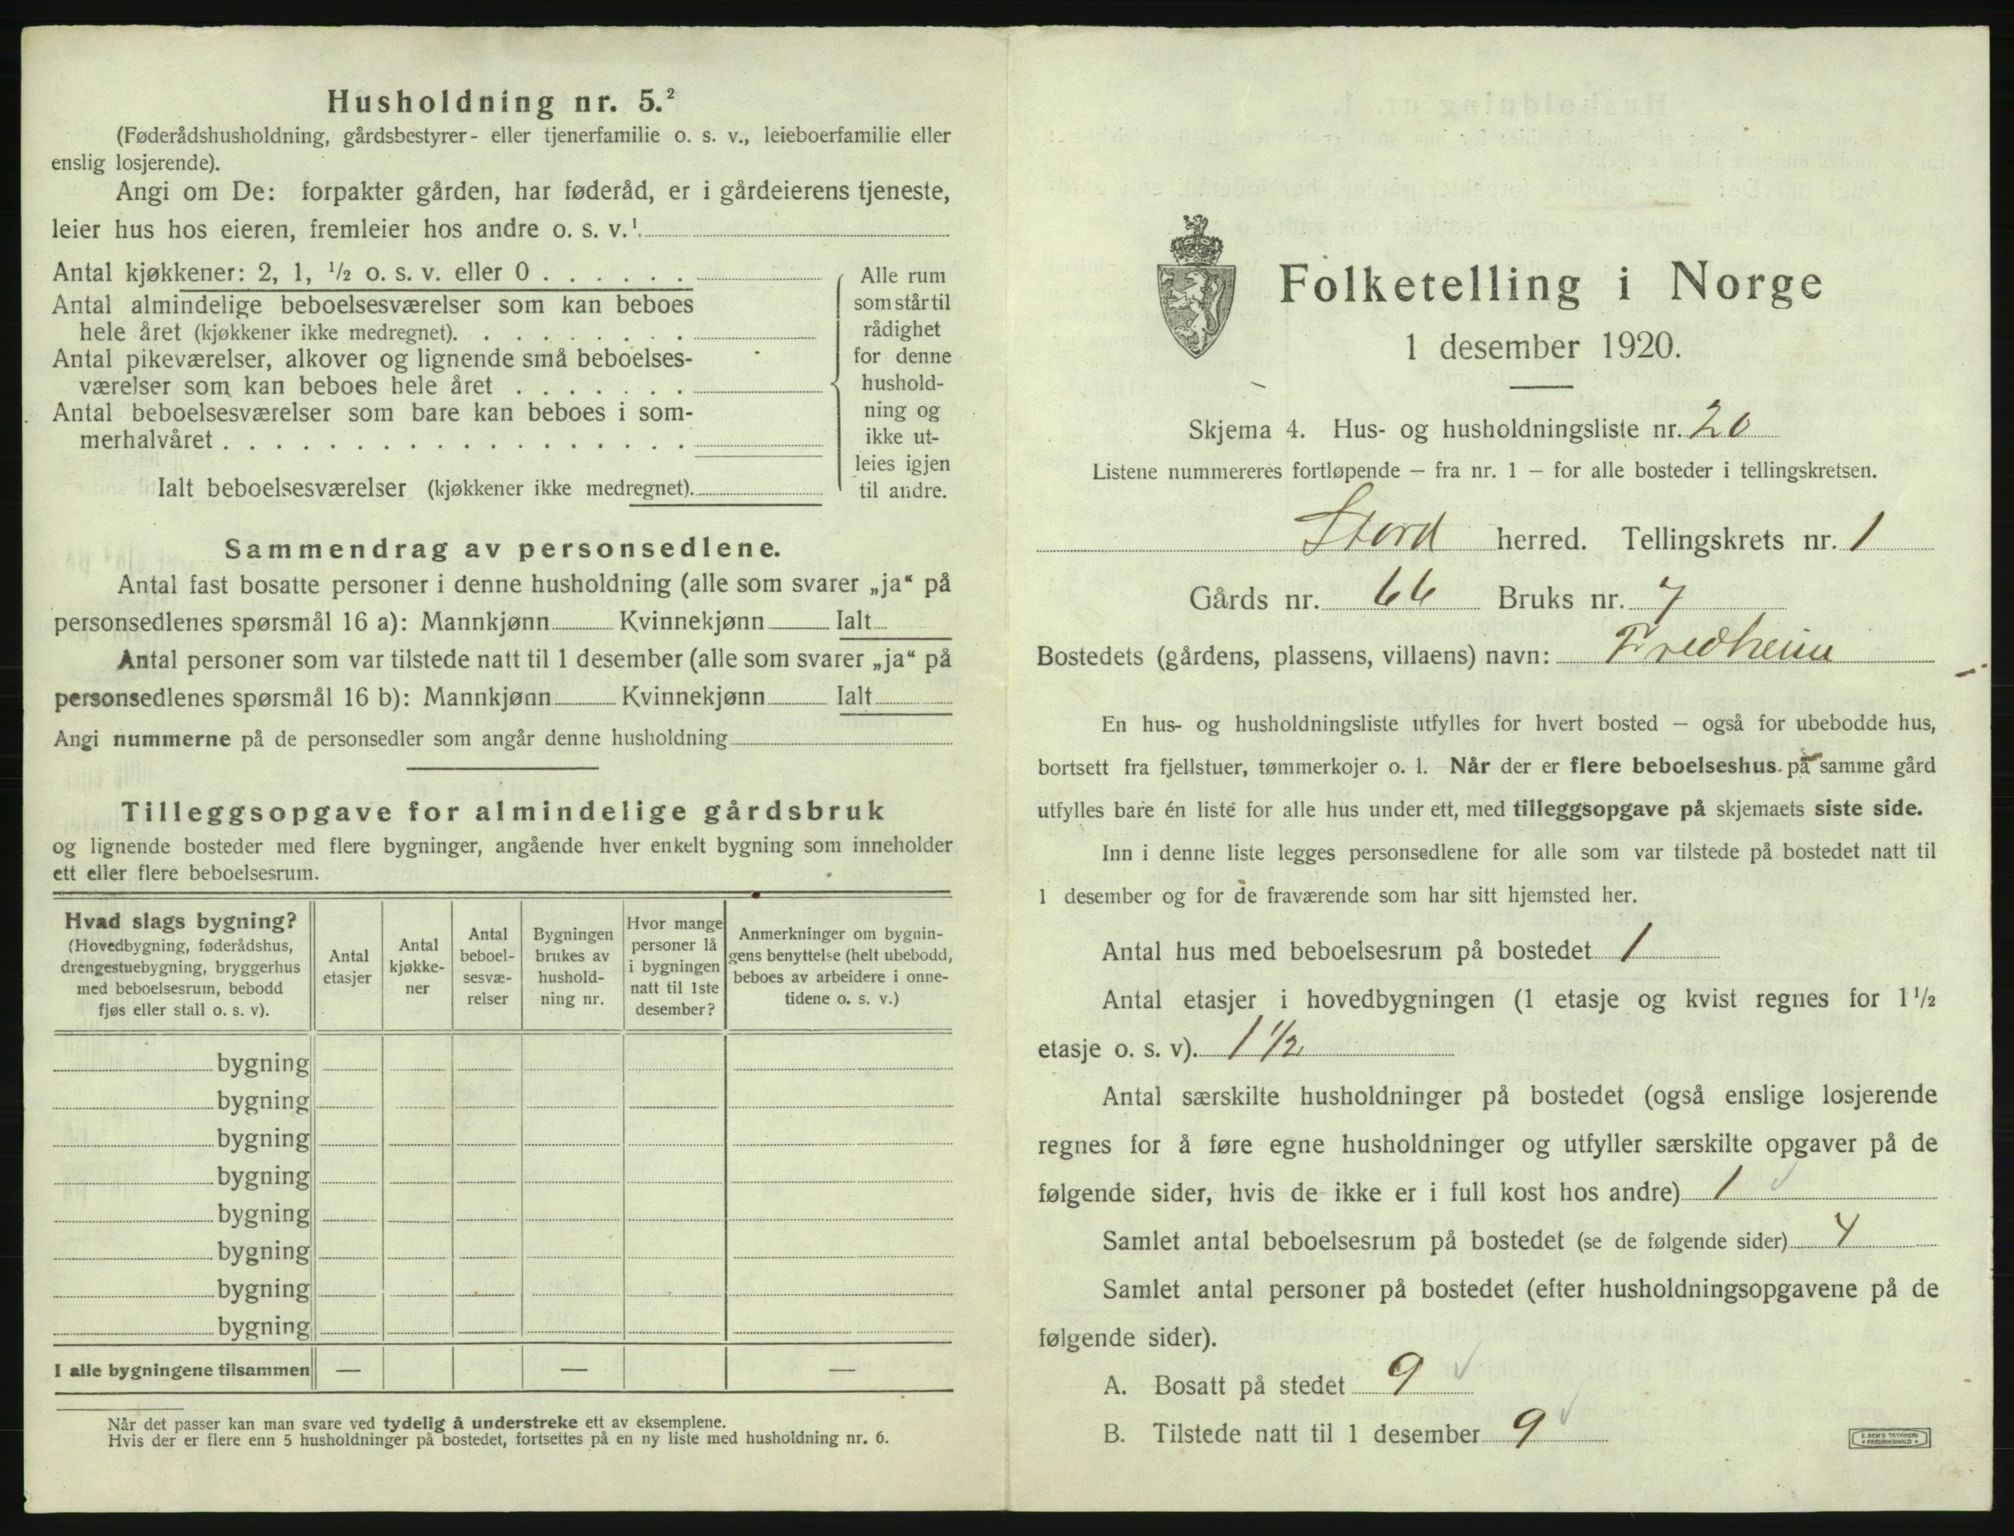 Husholdning nr. 5.²
(Føderådshusholdning, gårdsbestyrer- eller tjenerfamilie o. s. v., leieboerfamilie eller
enslig losjerende).
Angi om De: forpakter gården, har føderåd, er i gårdeierens tjeneste,
leier hus hos eieren, fremleier hos andre o. s. v.¹
Antal kjøkkener: 2, 1, ½ o. s. v. eller 0 . . . . . .
Antal almindelige beboelsesværelser som kan beboes
hele året (kjøkkener ikke medregnet). . . . . . . . .
Antal pikeværelser, alkover og lignende små beboelses-
værelser som kan beboes hele året . . . . . . .
Antal beboelsesværelser som bare kan beboes i som-
merhalvåret . . . . . . . . . . . . . . . . . .
Ialt beboelsesværelser (kjøkkener ikke medregnet).
Alle rum
som står til
rådighet
for denne
hushold-
ning og
ikke ut-
leies igjen
til andre.
Sammendrag av personsedlene.
Antal fast bosatte personer i denne husholdning (alle som svarer „ja“ på
personsedlenes spørsmål 16 a): Mannkjønn Kvinnekjønn Ialt
Antal personer som var tilstede natt til 1 desember (alle som svarer „ja“ på
personsedlenes spørsmål 16 b): Mannkjønn Kvinnekjønn Ialt
Angi nummerne på de personsedler som angår denne husholdning
Tilleggsopgave for almindelige gårdsbruk
og lignende bosteder med flere bygninger, angående hver enkelt bygning som inneholder
ett eller flere beboelsesrum.
Hvad slags bygning?
(Hovedbygning, føderådshus,
drengestuebygning, bryggerhus
med beboelsesrum, bebodd
fjøs eller stall o. s. v).
Antal
etasjer
Antal
kjøkke-
ner
Antal
beboel-
sesvæ-
relser
Bygningen
brukes av
hushold-
ning nr.
Hvor mange
personer lå
i bygningen
natt til 1ste
desember?
Anmerkninger om bygnin-
gens benyttelse (helt ubebodd,
beboes av arbeidere i onne-
tidene o. s. v.)
bygning
bygning
bygning
bygning
bygning
bygning
bygning
bygning
I alle bygningene tilsammen — — —
Når det passer kan man svare ved tydelig å understreke ett av eksemplene.
Hvis der er flere enn 5 husholdninger på bostedet, fortsettes på en ny liste med husholdning nr. 6.
Folketelling i Norge
1 desember 1920.
Skjema 4. Hus- og husholdningsliste nr. 20
Listene nummereres fortløpende – fra nr. 1 – for alle bosteder i tellingskretsen.
Stord herred. Tellingskrets nr. 1
Gårds nr. 66 Bruks nr. 7
Bostedets (gårdens, plassens, villaens) navn: Fredheim
En hus- og husholdningsliste utfylles for hvert bosted – også for ubebodde hus,
bortsett fra fjellstuer, tømmerkojer o. l. Når der er flere beboelseshus på samme gård
utfylles bare én liste for alle hus under ett, med tilleggsopgave på skjemaets siste side.
Inn i denne liste legges personsedlene for alle som var tilstede på bostedet natt til
1 desember og for de fraværende som har sitt hjemsted her.
Antal hus med beboelsesrum på bostedet 1
Antal etasjer i hovedbygningen (1 etasje og kvist regnes for 1½
etasje o. s. v). 1 1/2
Antal særskilte husholdninger på bostedet (også enslige losjerende
regnes for å føre egne husholdninger og utfyller særskilte opgaver på de
følgende sider, hvis de ikke er i full kost hos andre) 1
Samlet antal beboelsesrum på bostedet (se de følgende sider) 4
Samlet antal personer på bostedet (efter husholdningsopgavene på de
følgende sider).
A. Bosatt på stedet 9
B. Tilstede natt til 1 desember 9